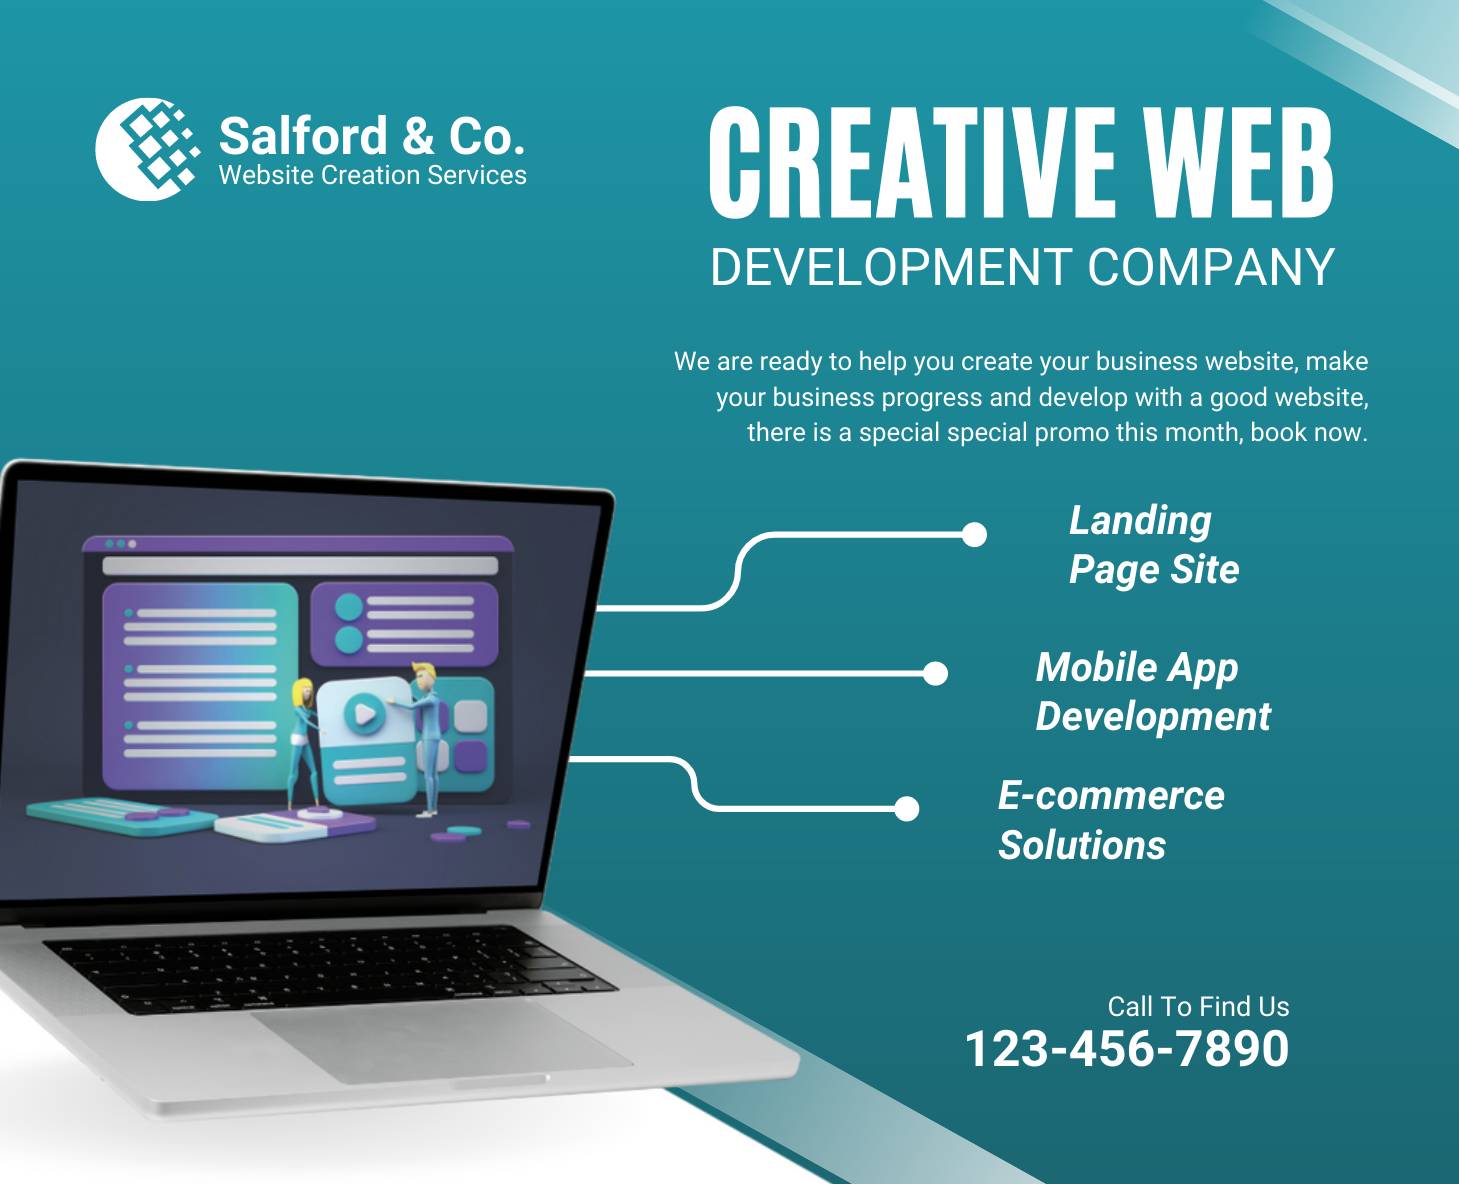 Salford & Co.
Website Creation Services
CREATIVE WEB
DEVELOPMENT COMPANY
We are ready to help you create your business website, make
your business progress and develop with a good website,
there is a special special promo this month, book now.
Landing
Page Site
Mobile App
Development
E-commerce
Solutions
Call To Find Us
123-456-7890